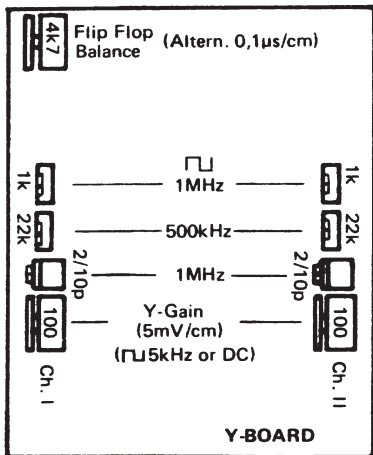 4k7
Flip Flop (Altern. 0,1µs/cm)
Balance
1k 1MHz 1k
22k 500kHz 22k
2/10p 1MHz 2/10p
100 Y-Gain 100
(5mV/cm)
(⊓⊔5kHz or DC)
Ch. I Ch. II
Y-BOARD